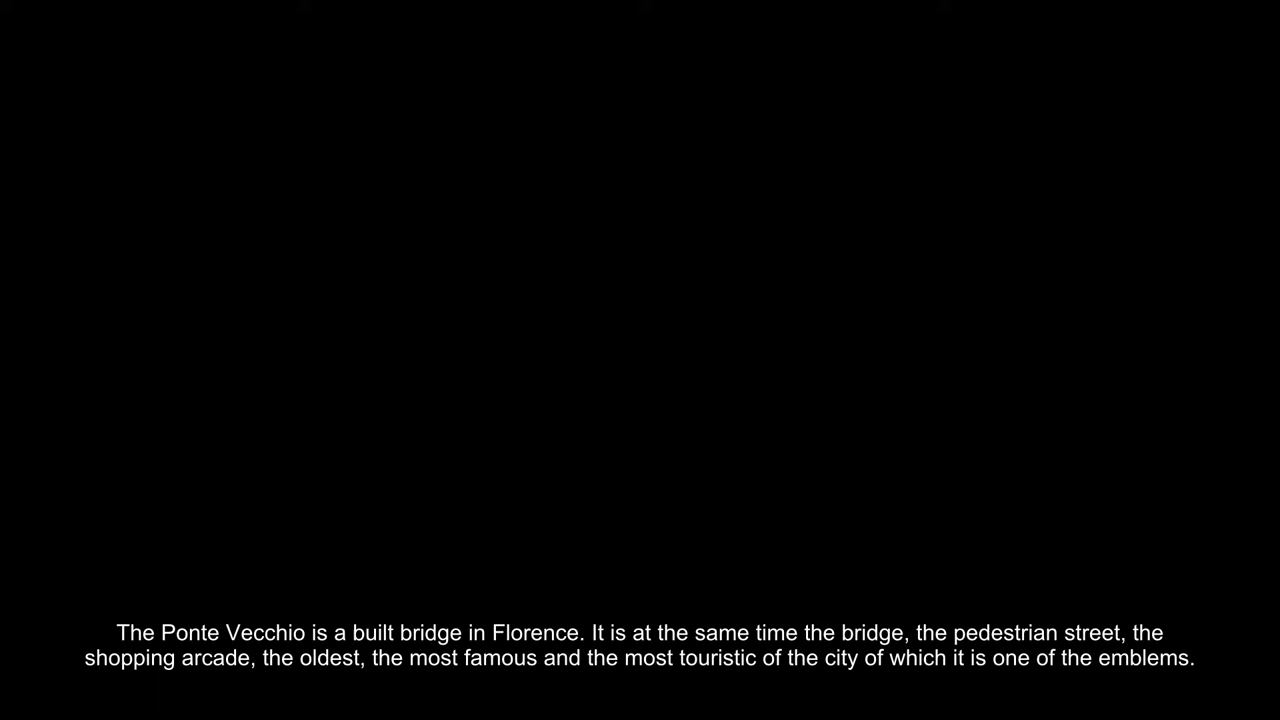 The Ponte Vecchio is a built bridge in Florence. It is at the same time the bridge, the pedestrian street, the
shopping arcade, the oldest, the most famous and the most touristic of the city of which it is one of the emblems.